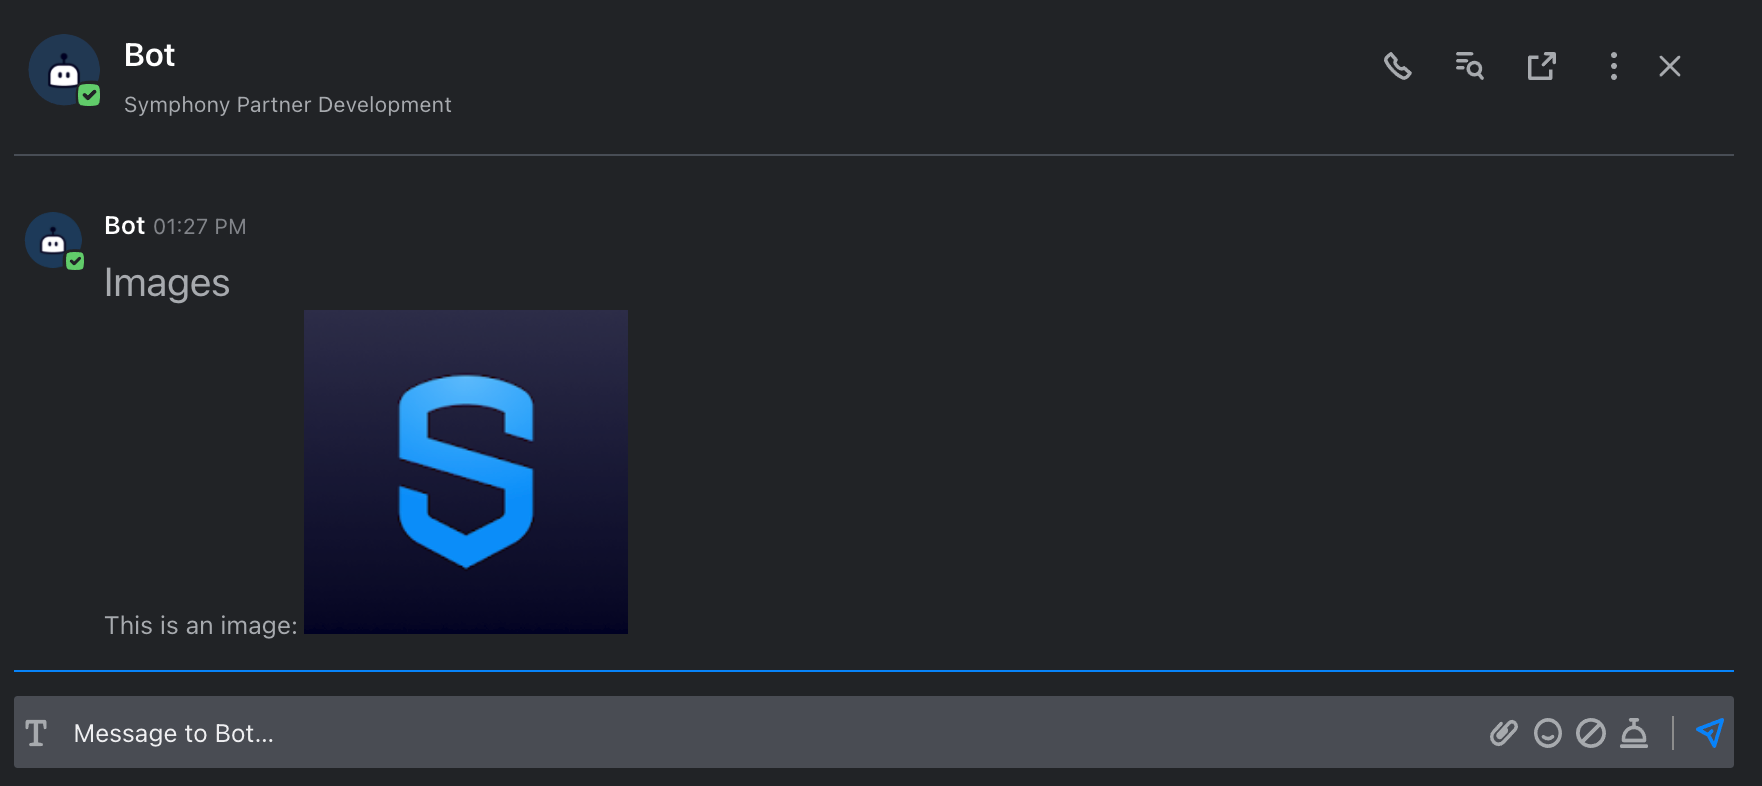 Bot
Symphony Partner Development
Bot 01:27 PM
Images
S
This is an image:
T Message to Bot...